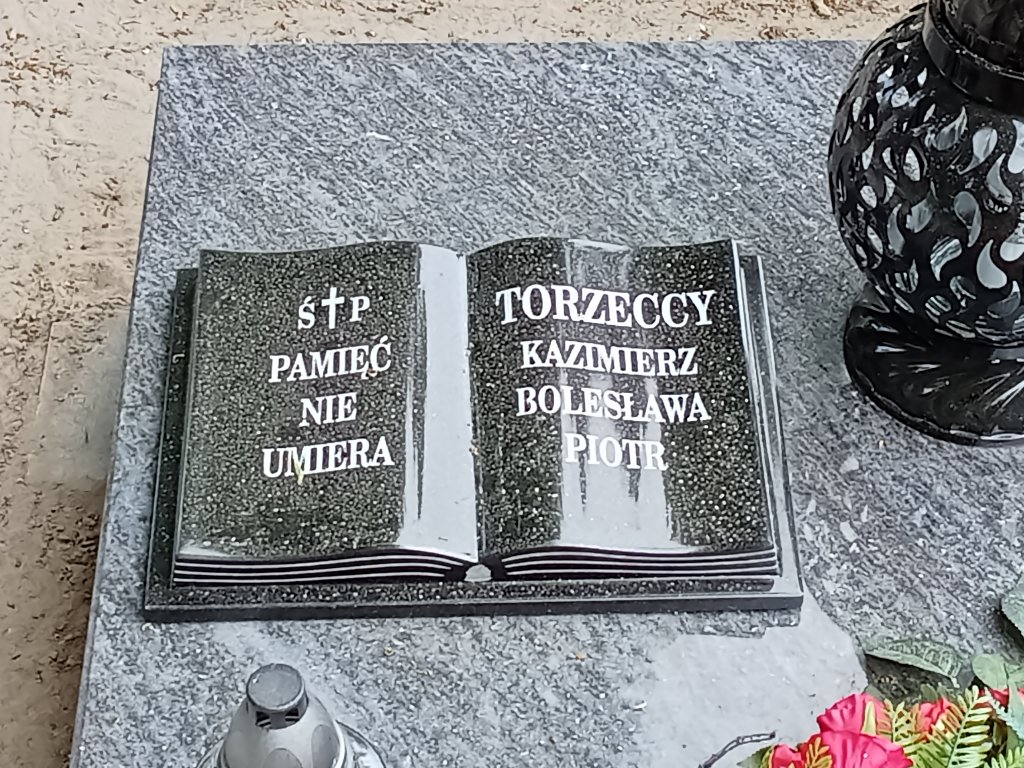 Ś†P
PAMIĘĆ
NIE
UMIERA
TORZECCY
KAZIMIERZ
BOLESŁAWA
PIOTR